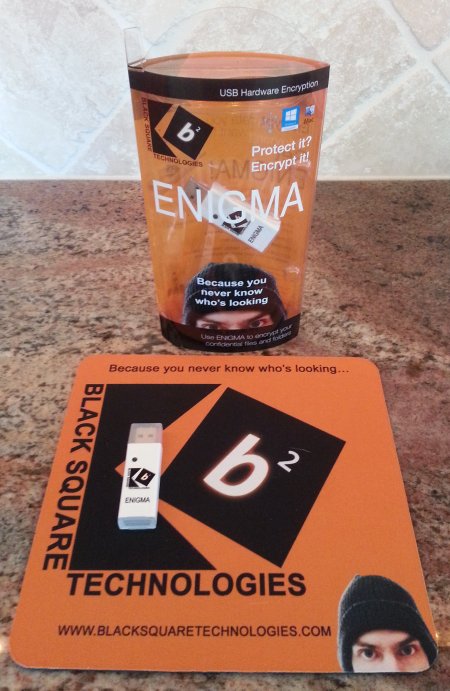 USB Hardware Encryption
BLACK SQUARE
b2
TECHNOLOGIES
Mac
Protect it?
Encrypt it!
ENIGMA
ENIGMA
Because you
never know
who's looking
Use ENIGMA to encrypt your
confidential files and folders
Because you never know who's looking...
BLACK SQUARE
b2
TECHNOLOGIES
ENIGMA
WWW.BLACKSQUARETECHNOLOGIES.COM